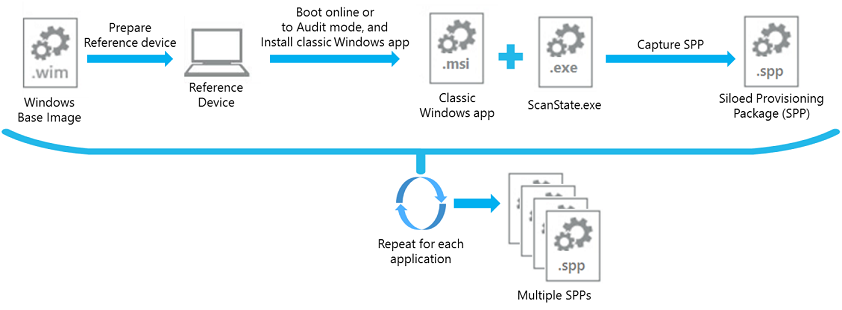 Prepare
Reference device
Boot online or
to Audit mode, and
Install classic Windows app
Capture SPP
.wim
.msi
.exe
.spp
Windows
Base Image
Reference
Device
Classic
Windows app
ScanState.exe
Siloed Provisioning
Package (SPP)
Repeat for each
application
.spp
Multiple SPPs